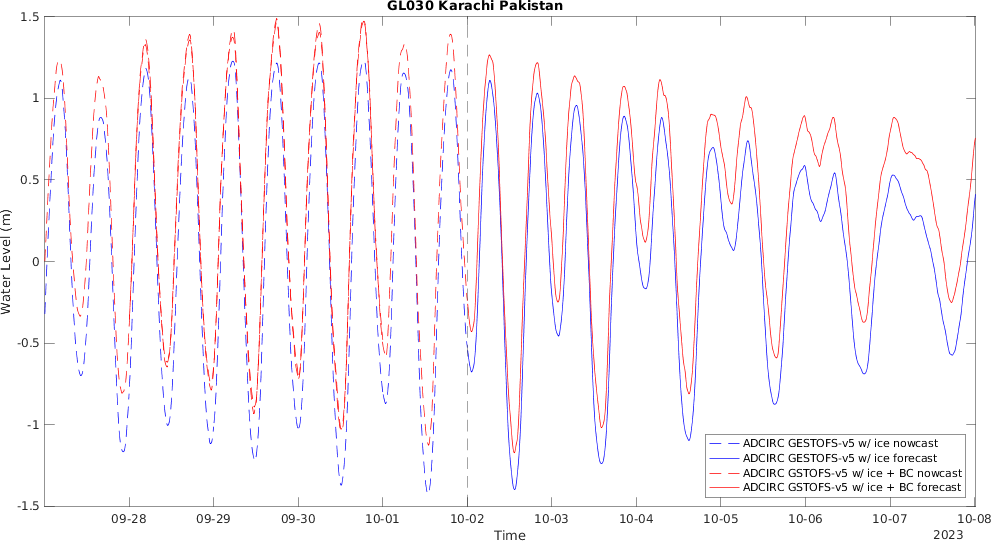 GL030 Karachi Pakistan
1.5
1
0.5
0
-0.5
-1
-1.5
Water Level (m)
09-28 09-29 09-30 10-01 10-02 10-03 10-04 10-05 10-06 10-07 10-08
Time
2023
ADCIRC GESTOFS-v5 w/ ice nowcast
ADCIRC GESTOFS-v5 w/ ice forecast
ADCIRC GSTOFS-v5 w/ ice + BC nowcast
ADCIRC GSTOFS-v5 w/ ice + BC forecast